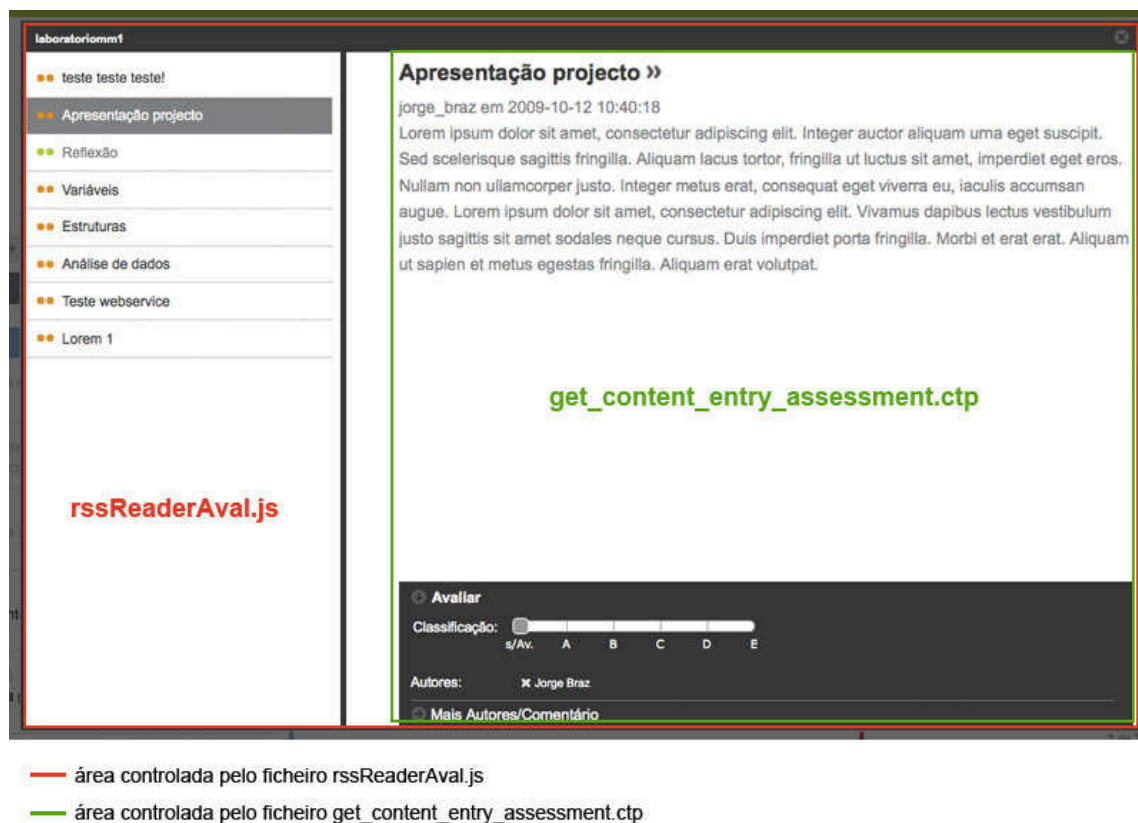 laboratoriomm1
teste teste teste!
Apresentação projecto
Reflexão
Variáveis
Estruturas
Análise de dados
Teste webservice
Lorem 1
rssReaderAval.js
Apresentação projecto »
jorge_braz em 2009-10-12 10:40:18
Lorem ipsum dolor sit amet, consectetur adipiscing elit. Integer auctor aliquam urna eget suscipit.
Sed scelerisque sagittis fringilla. Aliquam lacus tortor, fringilla ut luctus sit amet, imperdiet eget eros.
Nullam non ullamcorper justo. Integer metus erat, consequat eget viverra eu, iaculis accumsan
augue. Lorem ipsum dolor sit amet, consectetur adipiscing elit. Vivamus dapibus lectus vestibulum
justo sagittis sit amet sodales neque cursus. Duis imperdiet porta fringilla. Morbi et erat erat. Aliquam
ut sapien et metus egestas fringilla. Aliquam erat volutpat.
get_content_entry_assessment.ctp
Avaliar
Classificação:
s/Av. A B C D E
Autores: × Jorge Braz
Mais Autores/Comentário
área controlada pelo ficheiro rssReaderAval.js
área controlada pelo ficheiro get_content_entry_assessment.ctp